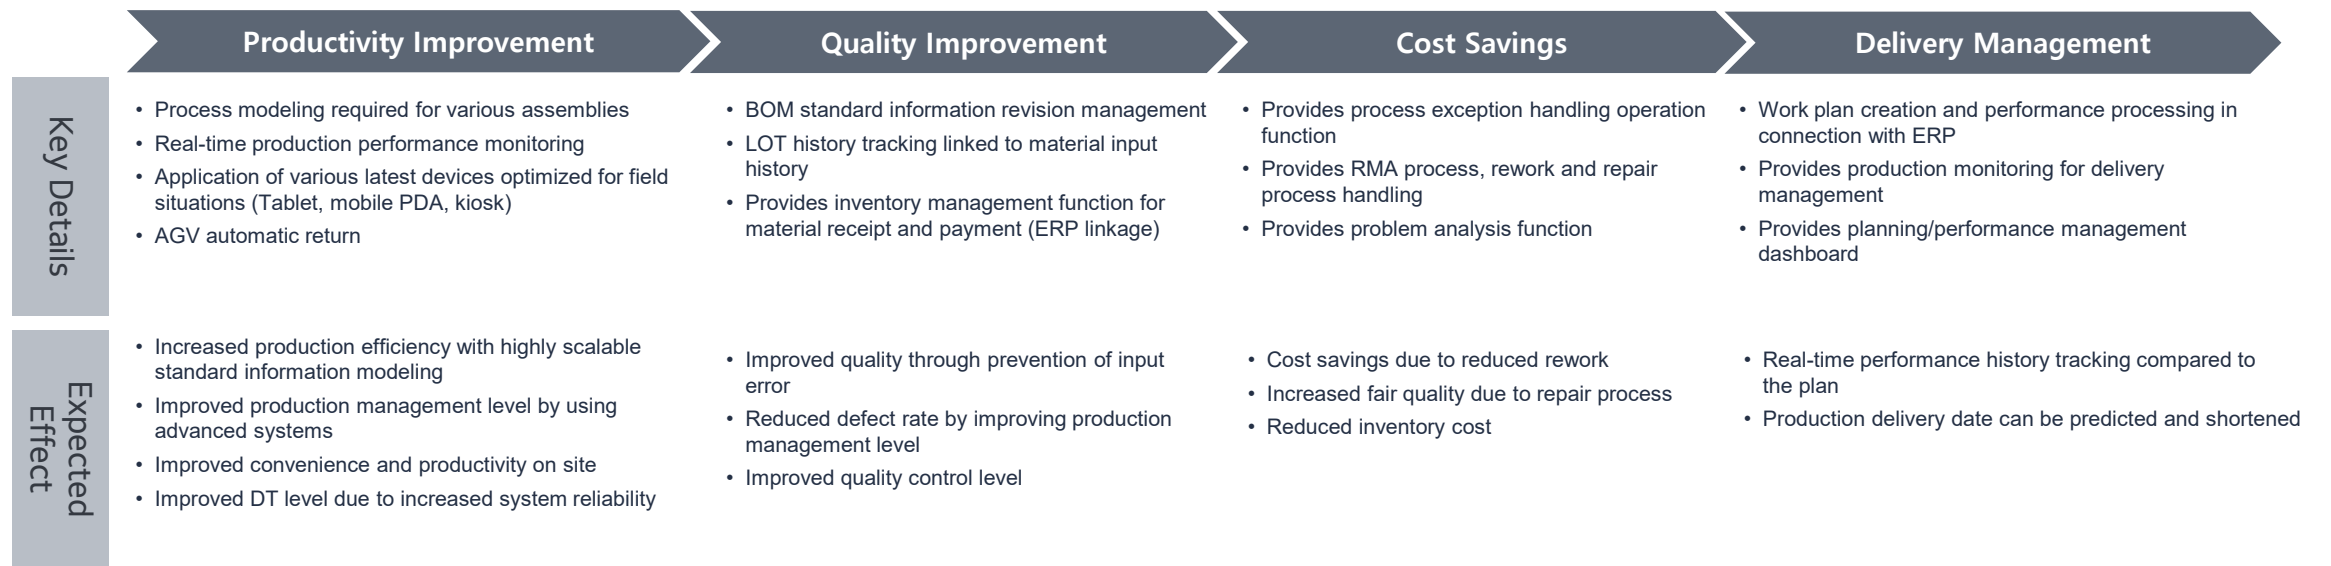 Productivity Improvement
Quality Improvement
Cost Savings
Delivery Management
Key Details
• Process modeling required for various assemblies
• Real-time production performance monitoring
• Application of various latest devices optimized for field
situations (Tablet, mobile PDA, kiosk)
• AGV automatic return
• BOM standard information revision management
• LOT history tracking linked to material input
history
• Provides inventory management function for
material receipt and payment (ERP linkage)
• Provides process exception handling operation
function
• Provides RMA process, rework and repair
process handling
• Provides problem analysis function
• Work plan creation and performance processing in
connection with ERP
• Provides production monitoring for delivery
management
• Provides planning/performance management
dashboard
Expected
Effect
• Increased production efficiency with highly scalable
standard information modeling
• Improved production management level by using
advanced systems
• Improved convenience and productivity on site
• Improved DT level due to increased system reliability
• Improved quality through prevention of input
error
• Reduced defect rate by improving production
management level
• Improved quality control level
• Cost savings due to reduced rework
• Increased fair quality due to repair process
• Reduced inventory cost
• Real-time performance history tracking compared to
the plan
• Production delivery date can be predicted and shortened